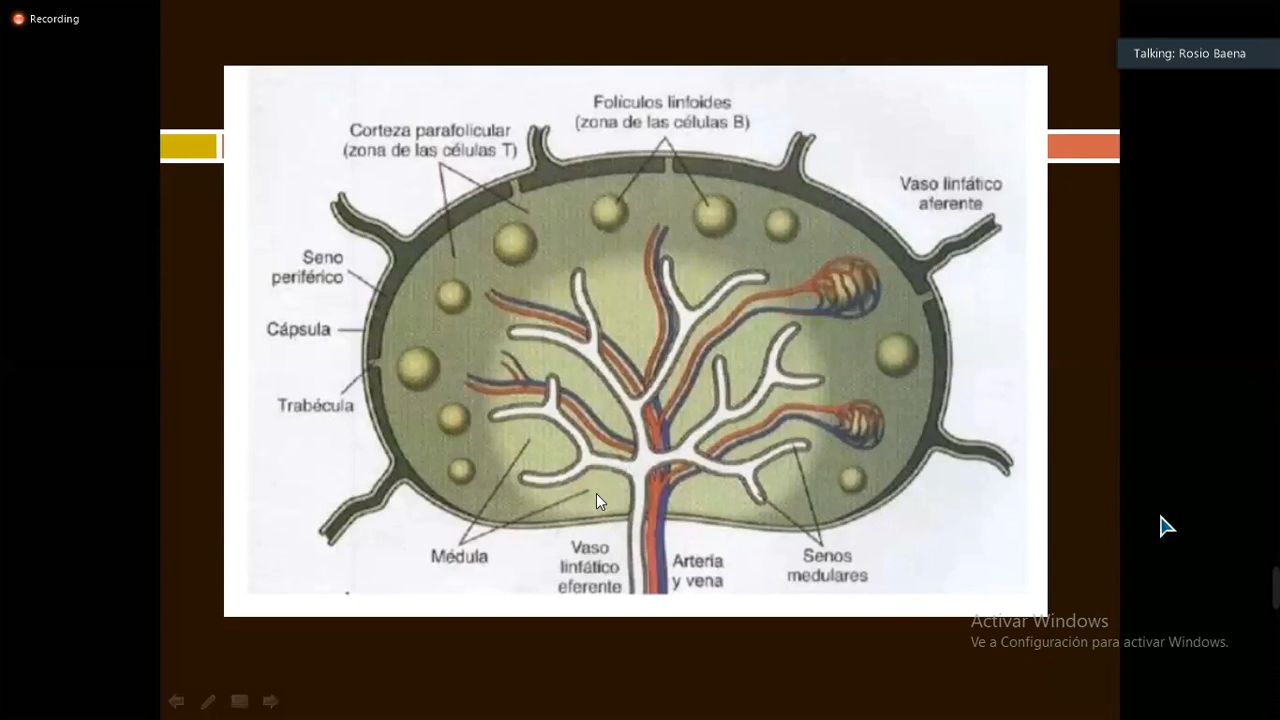 Recording
Talking: Rosio Baena
Folículos linfoides
(zona de las células B)
Corteza parafolicular
(zona de las células T)
Vaso linfático
aferente
Seno
periférico
Cápsula
Trabécula
Médula
Vaso
linfático
eferente
Arteria
y vena
Senos
medulares
Activar Windows
Ve a Configuración para activar Windows.